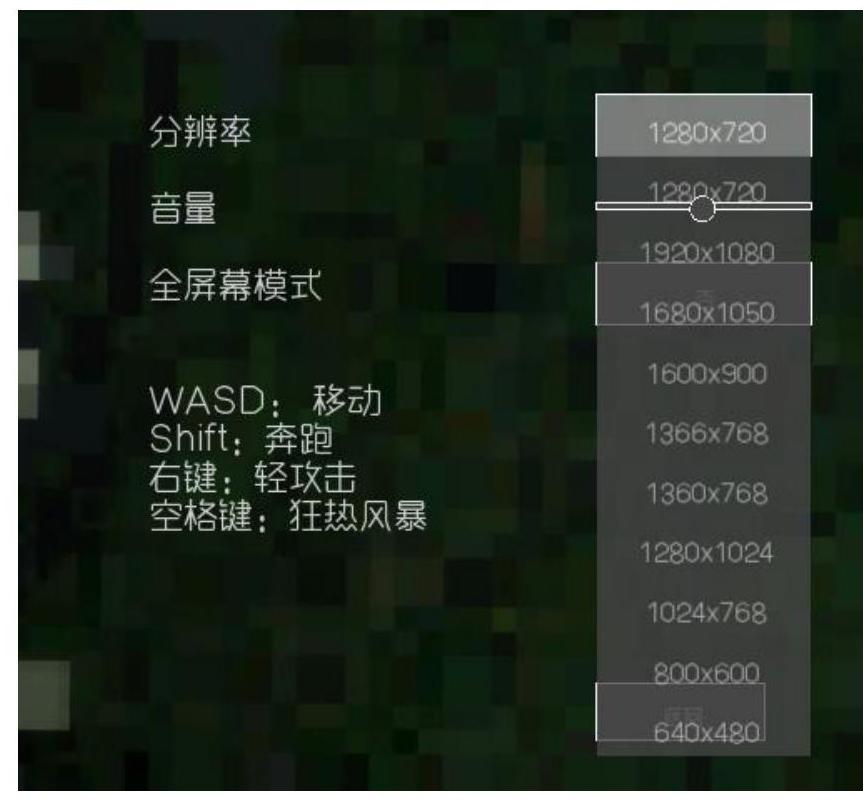 分辨率
1280x720
1280x720
音量
1920x1080
全屏幕模式
1680x1050
1600x900
WASD：移动
1366x768
Shift：奔跑
右键：轻攻击
1360x768
空格键：狂热风暴
1280x1024
1024x768
800x600
640x480